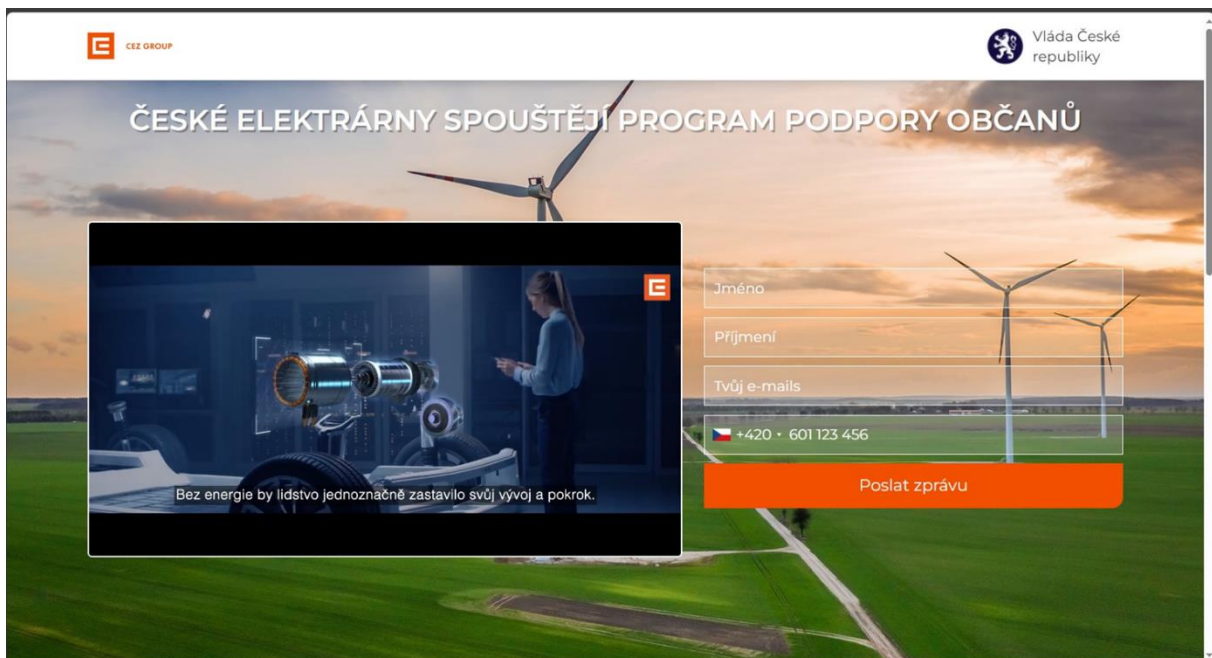 CEZ GROUP
Vláda České
republiky
ČESKÉ ELEKTRÁRNY SPOUŠTĚJÍ PROGRAM PODPORY OBČANŮ
Bez energie by lidstvo jednoznačně zastavilo svůj vývoj a pokrok.
Jméno
Příjmení
Tvůj e-mails
+420 601 123 456
Poslat zprávu